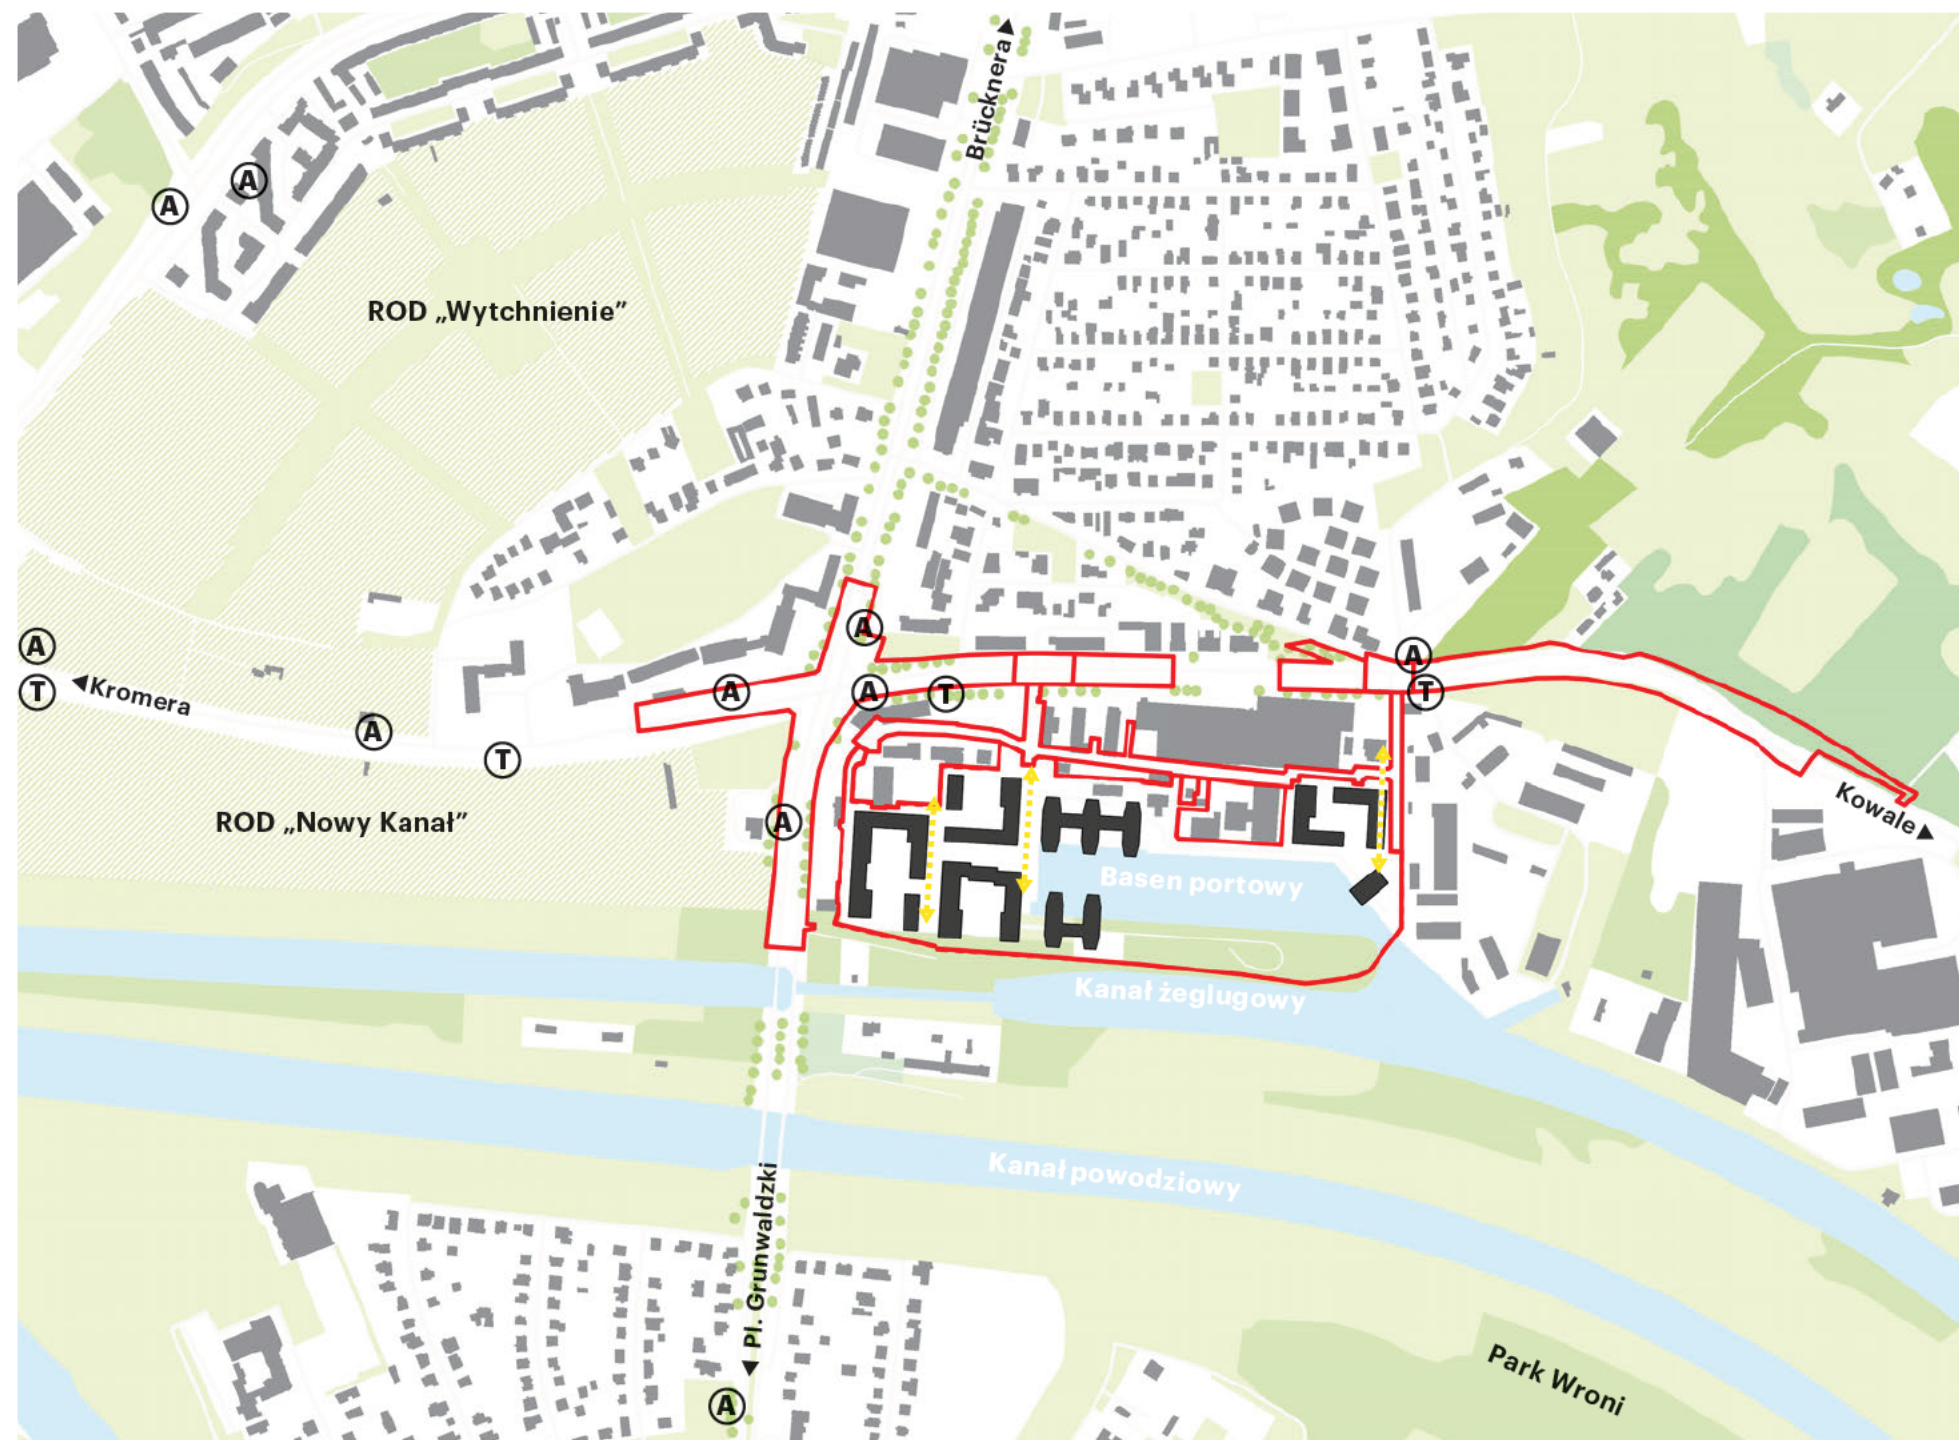 Brücknera ▲
A
A
ROD „Wytchnienie”
A
A
T
◀Kromera
A
A
T
A
A
T
A
T
ROD „Nowy Kanał”
A
Kowale▶
Basen portowy
Kanał żeglugowy
Kanał powodziowy
◀ Pl. Grunwaldzki
A
Park Wroni